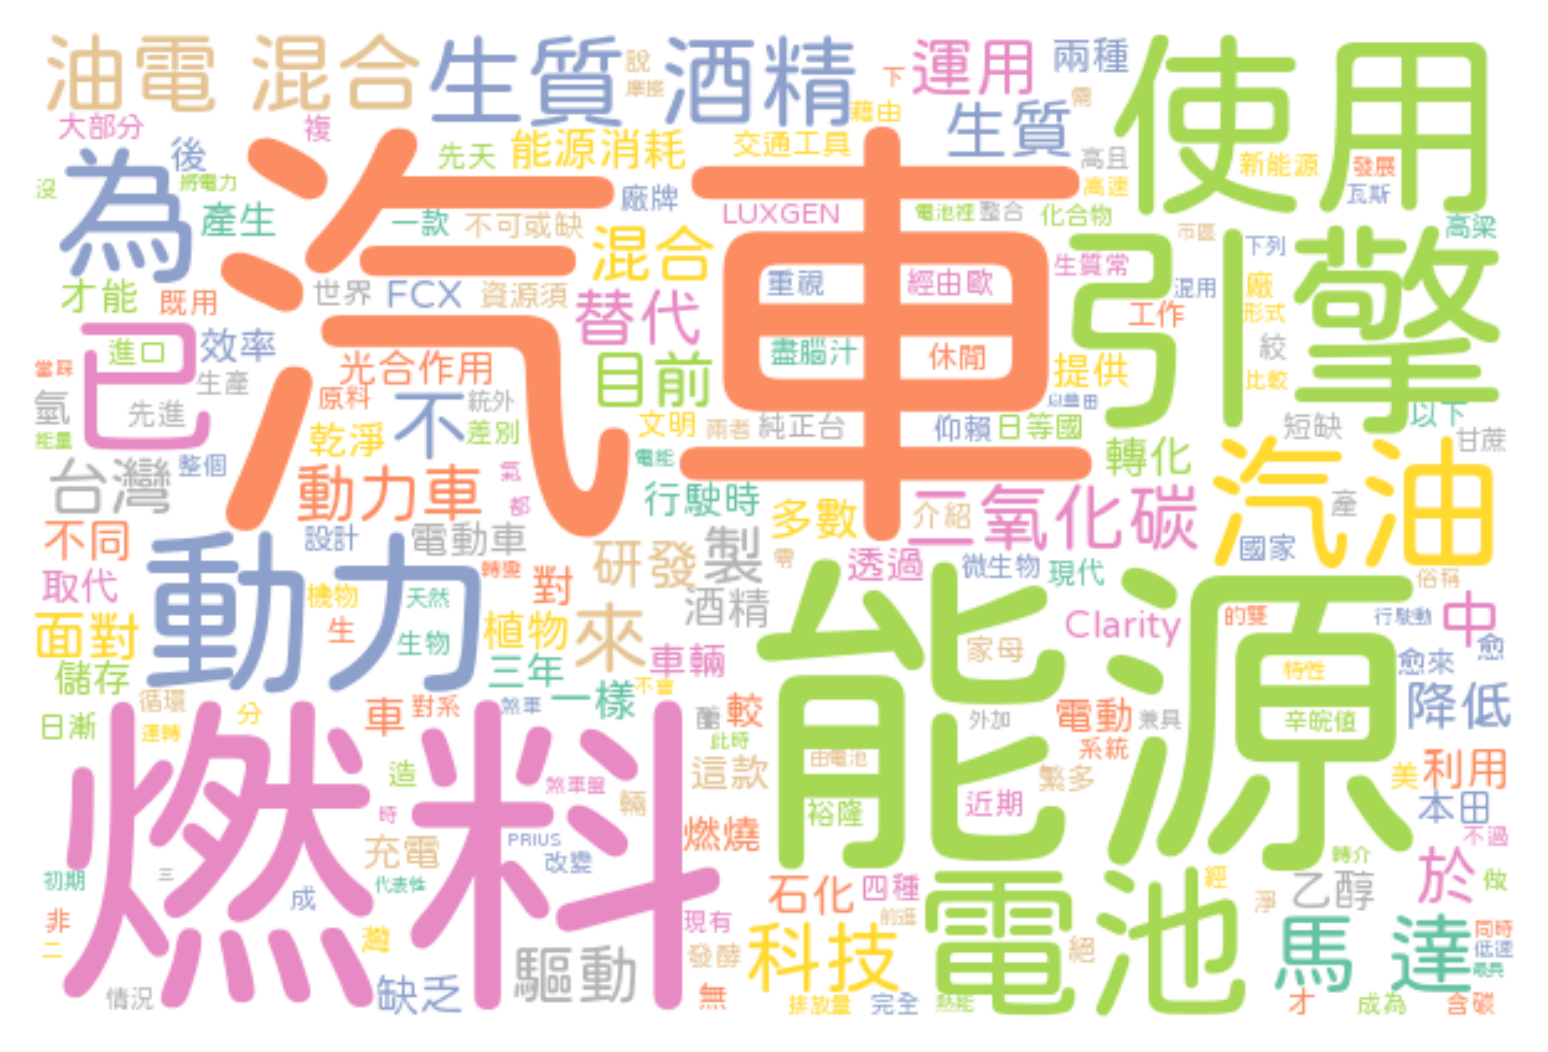 油電 混合
生質 酒精
說
摩擦
下
運用
兩種
使用
大部分
複
後
先天
能源消耗
交通工具
藉由
生質
需
高且
新能源
發展
為
沒
將電力
產生
汽車
廠牌
一款
不可或缺
LUXGEN
電池裡
整合
高速
化合物
瓦斯
高梁
市區
下列
引擎
才能
既用
世界
FCX
資源須
混合
替代
重視
經由歐
生質常
混用
廠
形式
工作
已
進口
效率
生產
當踩
氫
先進
能量
光合作用
原料
不
統外
目前
盡腦汁
休閒
提供
以豐田
絞
比較
乾淨
差別
文明
兩者
純正台
仰賴
日等國
短缺
以下
甘蔗
台灣
整個
動力車
氣
都
電能
行駛時
多數
介紹
二氧化碳
轉化
汽油
產
國家
不同
設計
電動車
研發
製
零
透過
微生物
現代
俗稱
取代
動力
轉變
對
機物
天然
酒精
Clarity
的雙
行駛動
中
面對
生
生物
植物
來
車輛
能源
家母
特性
愈來
愈
儲存
三年
一樣
不會
循環
日漸
運轉
分
車
對系
煞車
較
酷
此時
外加
電動
兼具
系統
辛皖值
降低
燃料
造
煞車盤
這款
由電池
繁多
美
利用
時
輛
裕隆
近期
本田
充電
PRIUS
改變
燃燒
不過
初期
三
成
代表性
石化
四種
轉介
於
做
非
二
灣
現有
前進
電池
經
絕
淨
乙醇
馬 達
同時
低速
最具
情況
缺乏
驅動
發酵
科技
無
排放量
完全
熱能
才
成為
含碳